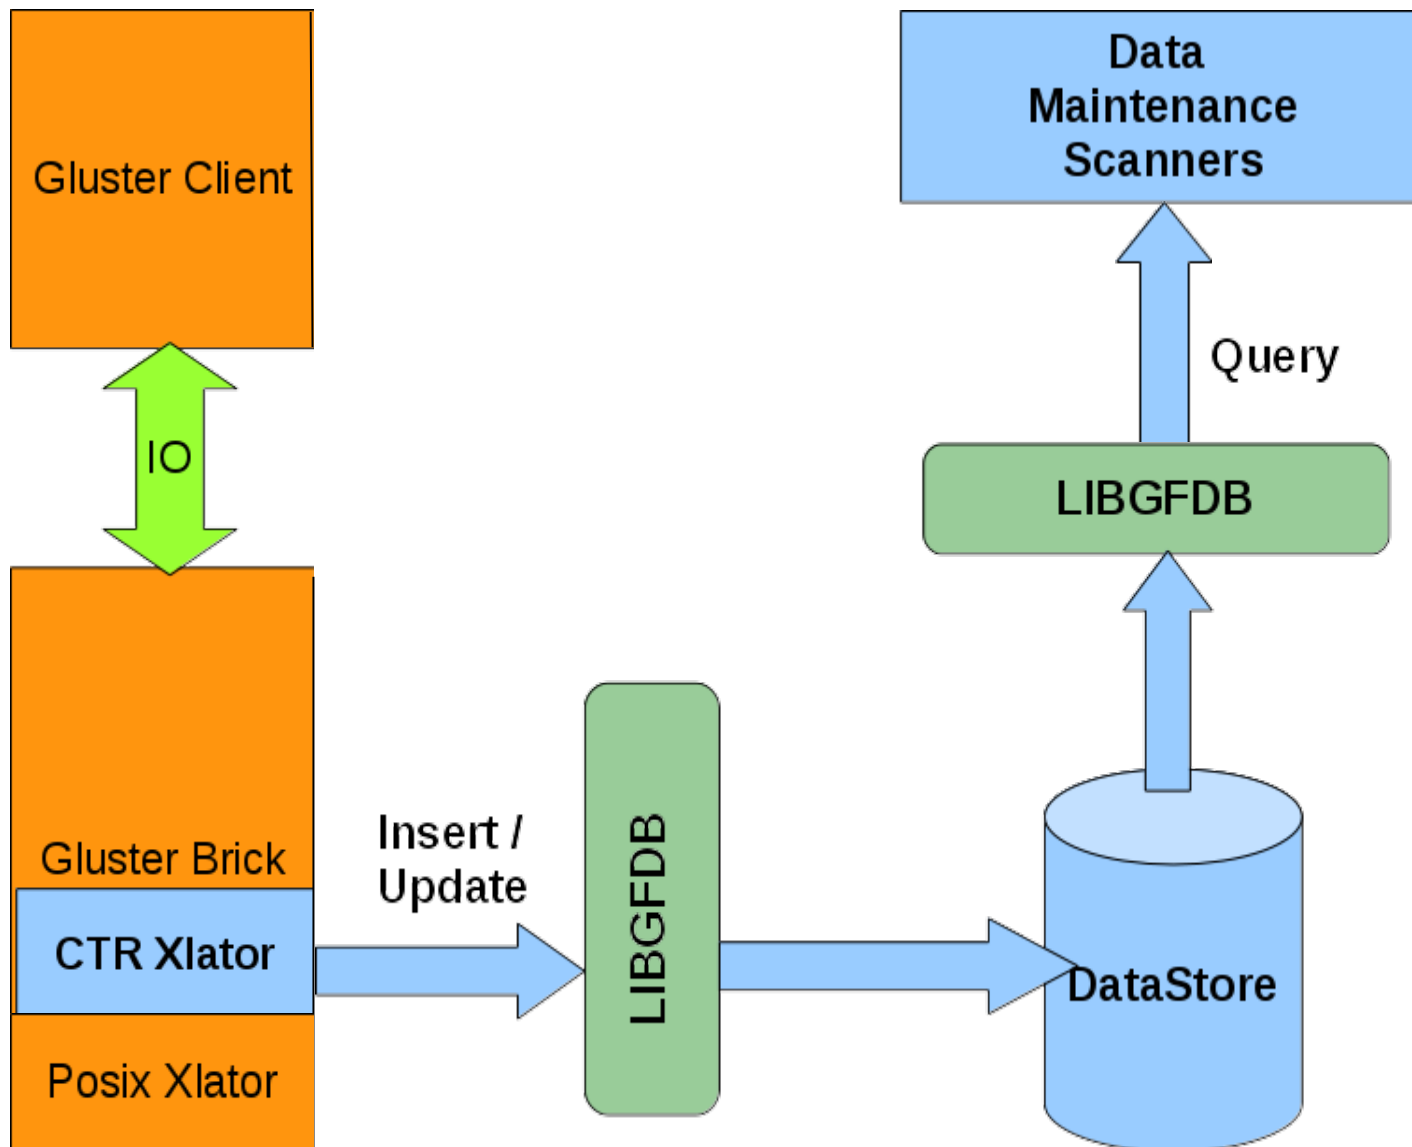 Gluster Client
Data
Maintenance
Scanners
IO
Query
LIBGFDB
Gluster Brick
CTR Xlator
Posix Xlator
Insert /
Update
LIBGFDB
DataStore